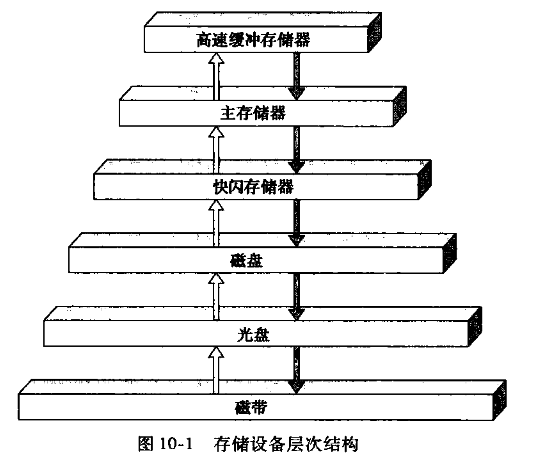 高速缓冲存储器
主存储器
快闪存储器
磁盘
光盘
磁带
图 10-1 存储设备层次结构